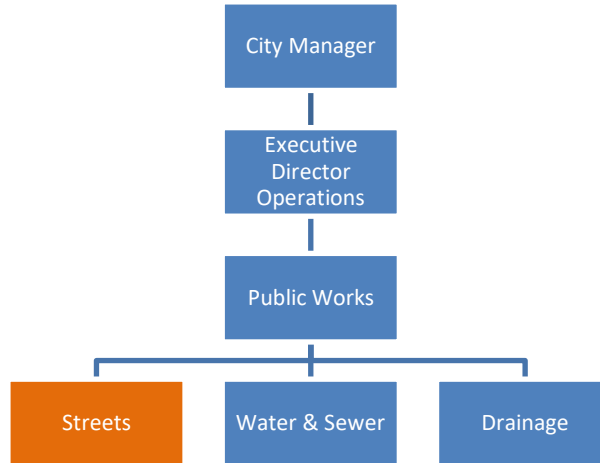 City Manager
Executive
Director
Operations
Public Works
Streets
Water & Sewer
Drainage